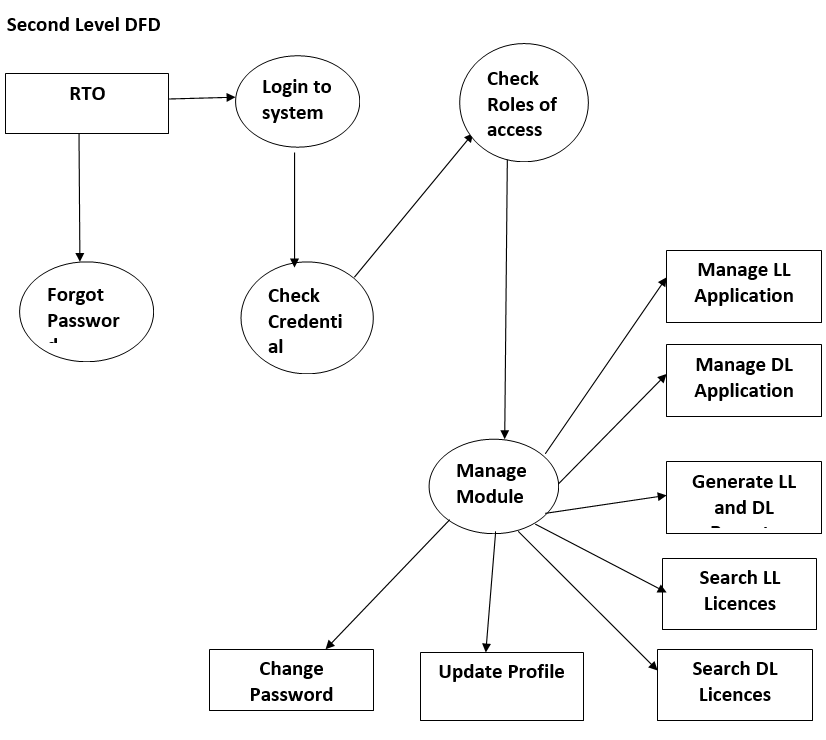 Second Level DFD
RTO
Login to
system
Check
Roles of
access
Forgot
Passwor
Check
Credenti
al
Manage LL
Application
Manage DL
Application
Manage
Module
Generate LL
and DL
Search LL
Licences
Change
Password
Update Profile
Search DL
Licences